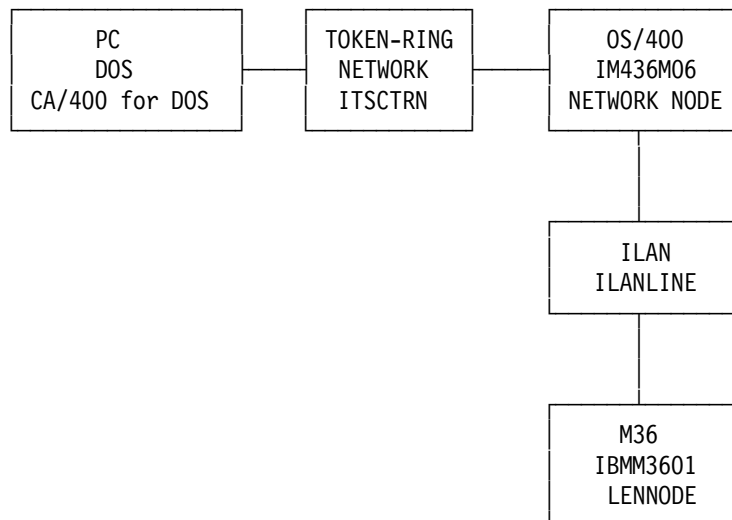 PC
DOS
CA/400 for DOS
TOKEN-RING
NETWORK
ITSCTRN
OS/400
IM436M06
NETWORK NODE
ILAN
ILANLINE
M36
IBMM3601
LENNODE